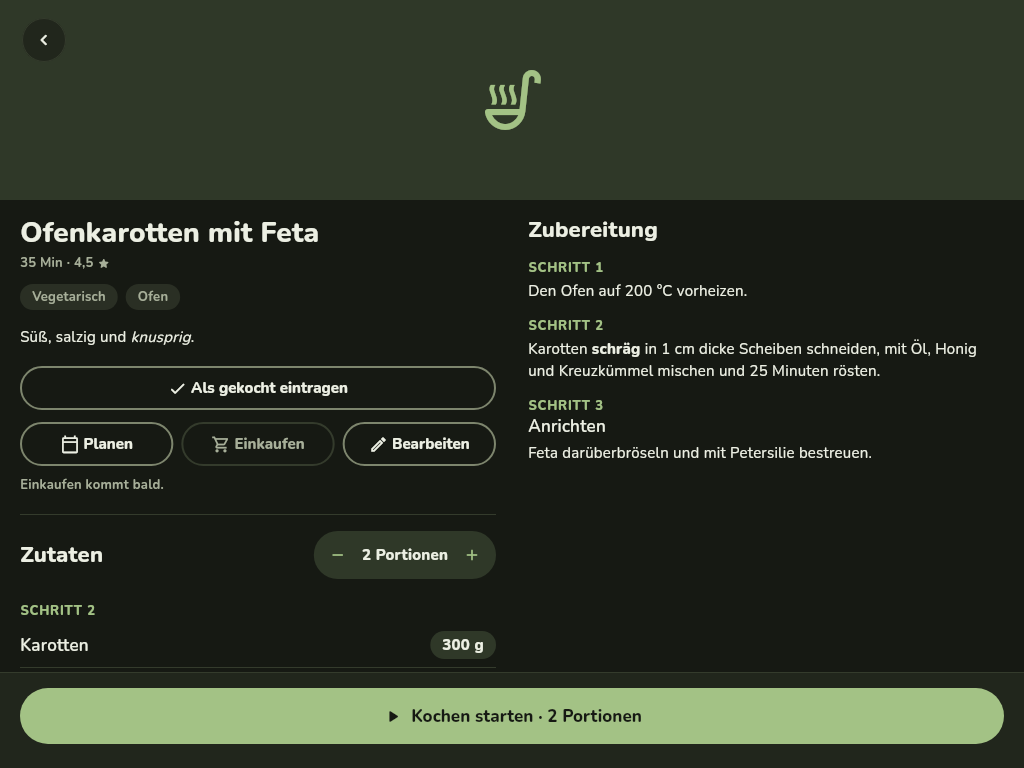 Ofenkarotten mit Feta
35 Min · 4,5 ★
Vegetarisch
Ofen
Süß, salzig und knusprig.
Als gekocht eintragen
Planen
Einkaufen
Bearbeiten
Einkaufen kommt bald.
Zutaten
− 2 Portionen +
SCHRITT 2
Karotten
300 g
Zubereitung
SCHRITT 1
Den Ofen auf 200 °C vorheizen.
SCHRITT 2
Karotten schräg in 1 cm dicke Scheiben schneiden, mit Öl, Honig
und Kreuzkümmel mischen und 25 Minuten rösten.
SCHRITT 3
Anrichten
Feta darüberbröseln und mit Petersilie bestreuen.
Kochen starten · 2 Portionen